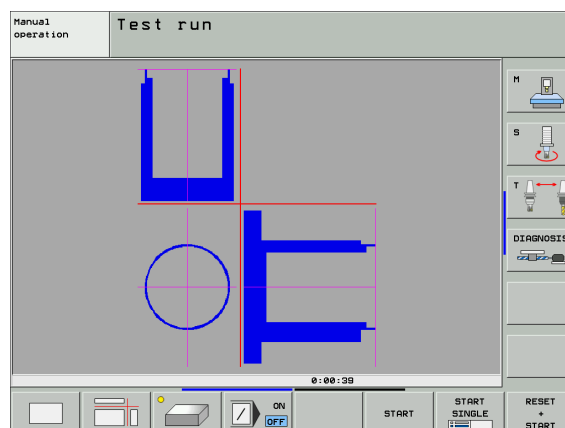 Manual
operation
Test run
M
S
T
DIAGNOSIS
0:00:39
ON
OFF
START
START
SINGLE
RESET
+
START